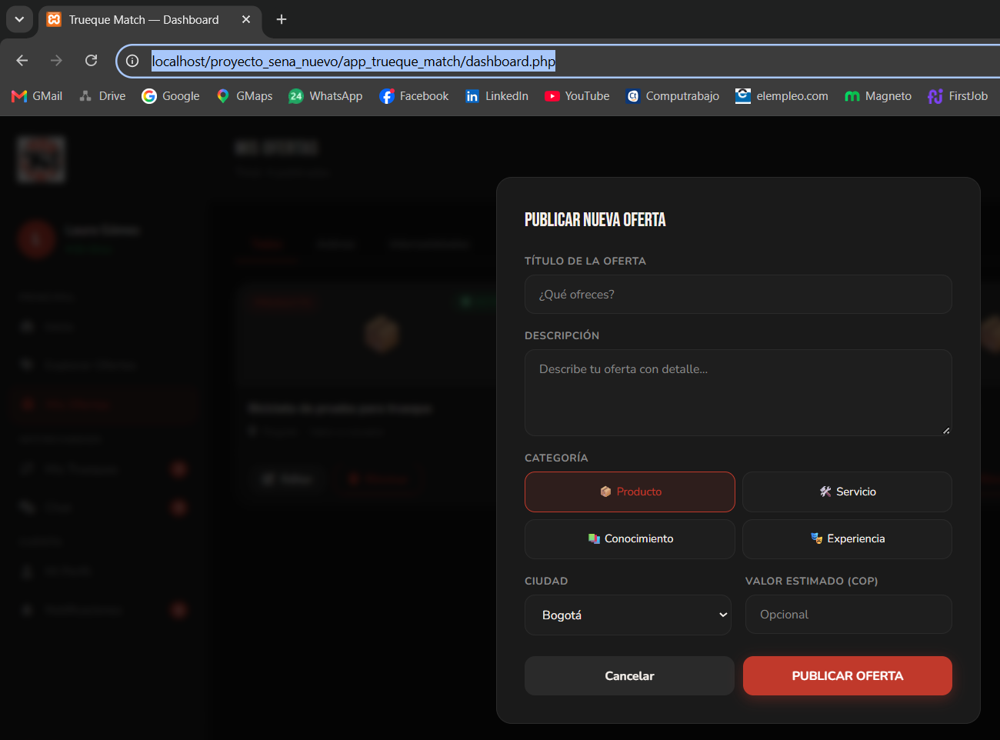 Trueque Match — Dashboard
localhost/proyecto_sena_nuevo/app_trueque_match/dashboard.php
GMail Drive Google GMaps 24 WhatsApp Facebook LinkedIn YouTube Computrabajo elempleo.com Magneto FirstJob
MIS OFERTAS
PUBLICAR NUEVA OFERTA
TÍTULO DE LA OFERTA
¿Qué ofreces?
DESCRIPCIÓN
Describe tu oferta con detalle...
CATEGORÍA
Producto Servicio
Conocimiento Experiencia
CIUDAD VALOR ESTIMADO (COP)
Bogotá Opcional
Cancelar PUBLICAR OFERTA